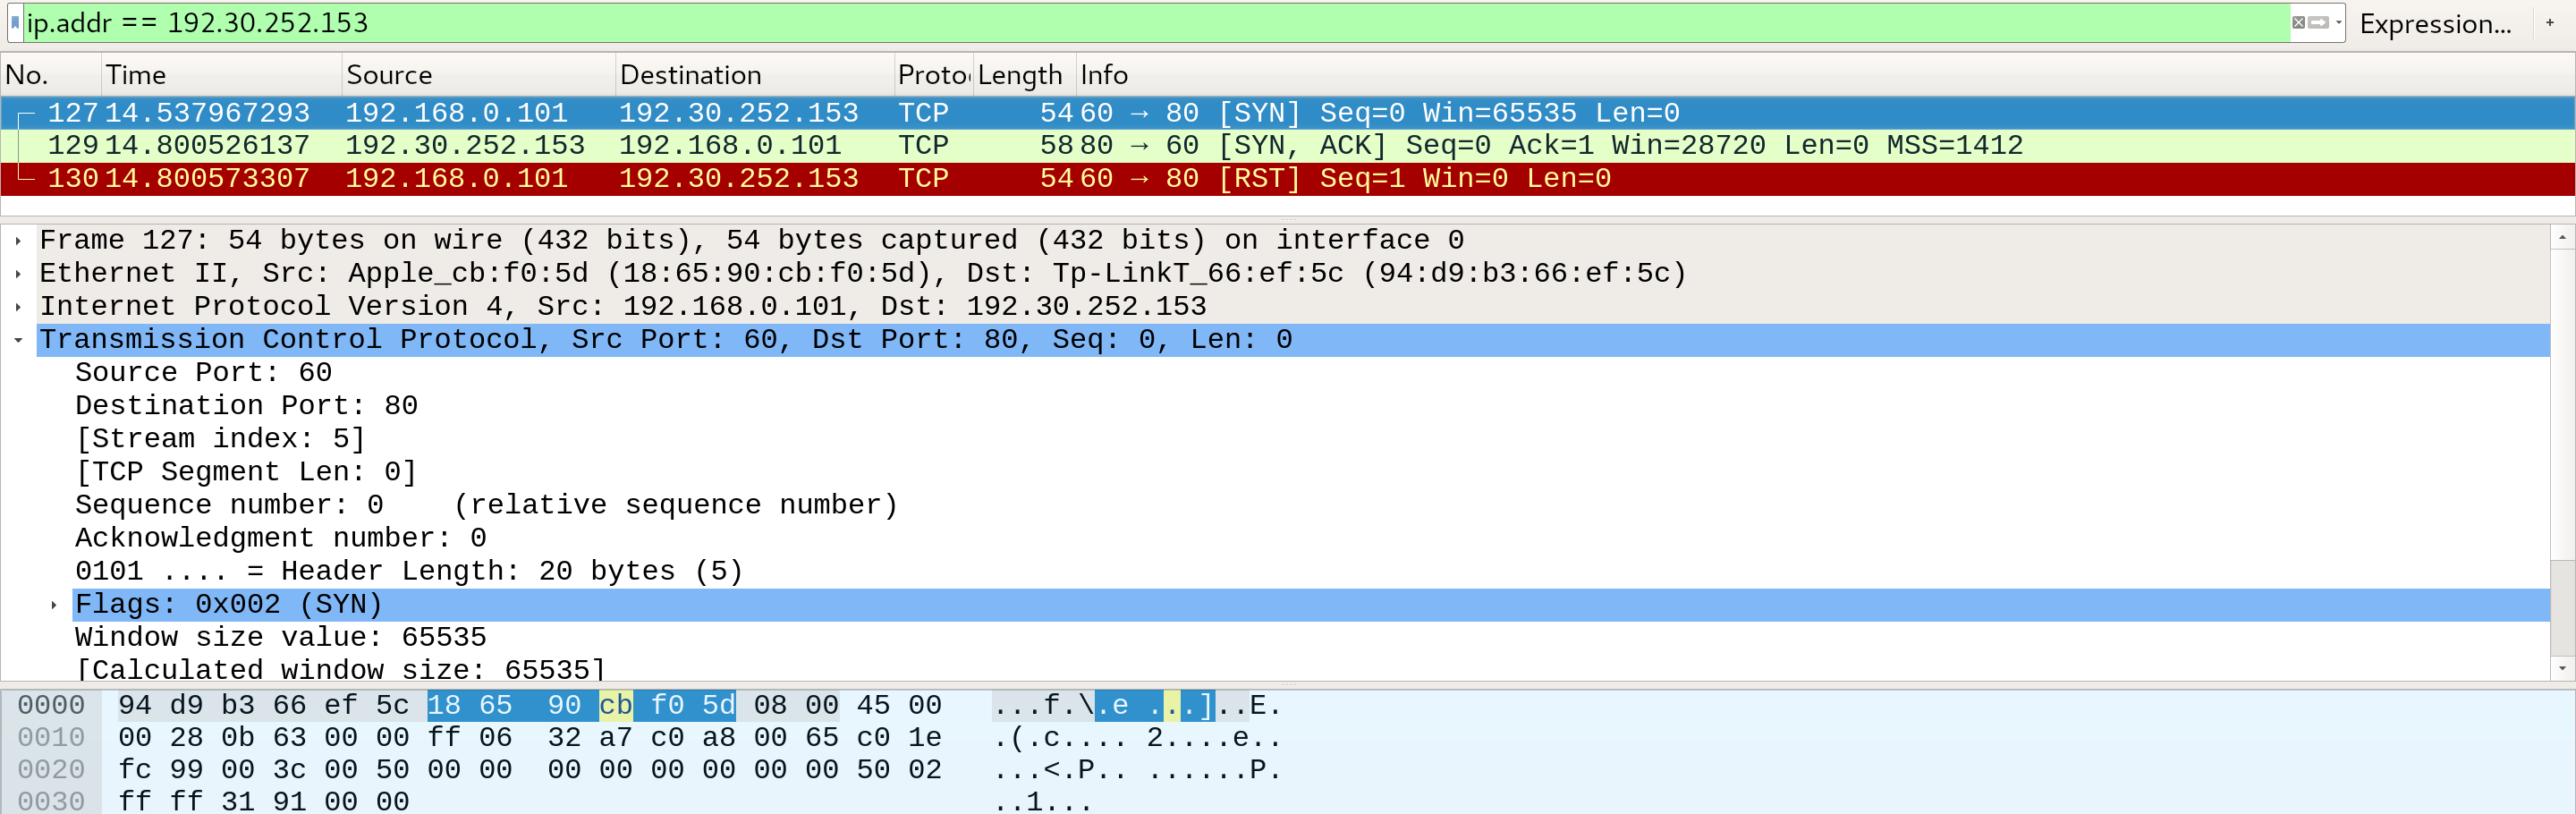 ip.addr == 192.30.252.153 Expression... +
No. Time Source Destination Proto Length Info
127 14.537967293 192.168.0.101 192.30.252.153 TCP 54 60 → 80 [SYN] Seq=0 Win=65535 Len=0
129 14.800526137 192.30.252.153 192.168.0.101 TCP 58 80 → 60 [SYN, ACK] Seq=0 Ack=1 Win=28720 Len=0 MSS=1412
130 14.800573307 192.168.0.101 192.30.252.153 TCP 54 60 → 80 [RST] Seq=1 Win=0 Len=0
Frame 127: 54 bytes on wire (432 bits), 54 bytes captured (432 bits) on interface 0
Ethernet II, Src: Apple_cb:f0:5d (18:65:90:cb:f0:5d), Dst: Tp-LinkT_66:ef:5c (94:d9:b3:66:ef:5c)
Internet Protocol Version 4, Src: 192.168.0.101, Dst: 192.30.252.153
Transmission Control Protocol, Src Port: 60, Dst Port: 80, Seq: 0, Len: 0
Source Port: 60
Destination Port: 80
[Stream index: 5]
[TCP Segment Len: 0]
Sequence number: 0    (relative sequence number)
Acknowledgment number: 0
0101 .... = Header Length: 20 bytes (5)
Flags: 0x002 (SYN)
Window size value: 65535
[Calculated window size: 65535]
0000 94 d9 b3 66 ef 5c 18 65 90 cb f0 5d 08 00 45 00 ...f.\.e ...]..E.
0010 00 28 0b 63 00 00 ff 06 32 a7 c0 a8 00 65 c0 1e .(.c.... 2....e..
0020 fc 99 00 3c 00 50 00 00 00 00 00 00 00 00 50 02 ...<.P.. ......P.
0030 ff ff 31 91 00 00 ..1...